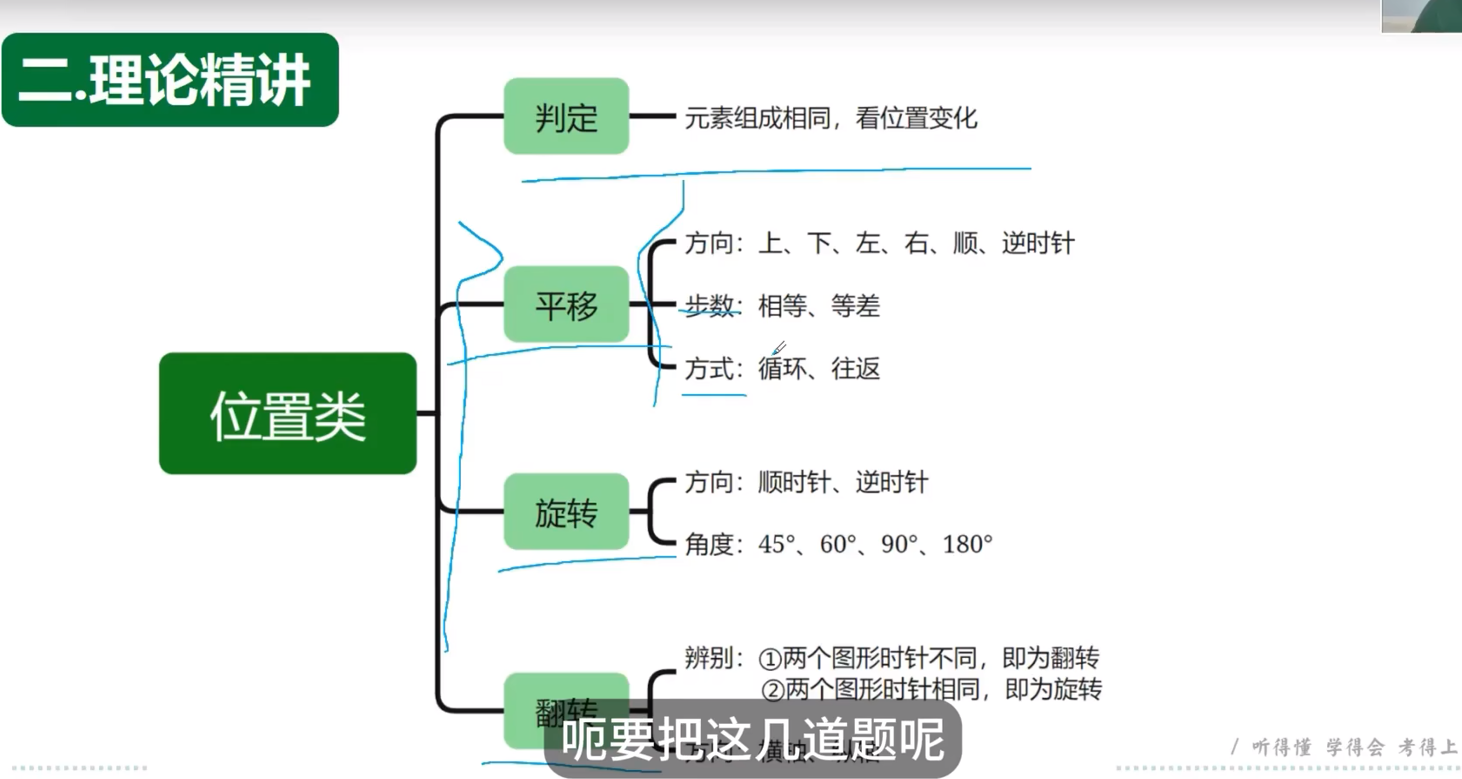 二.理论精讲
判定
元素组成相同，看位置变化
平移
方向：上、下、左、右、顺、逆时针
步数：相等、等差
方式：循环、往返
位置类
旋转
方向：顺时针、逆时针
角度：45°、60°、90°、180°
翻转
辨别：①两个图形时针不同，即为翻转
②两个图形时针相同，即为旋转
方向：横轴、纵轴
呃要把这几道题呢
/ 听得懂 学得会 考得上